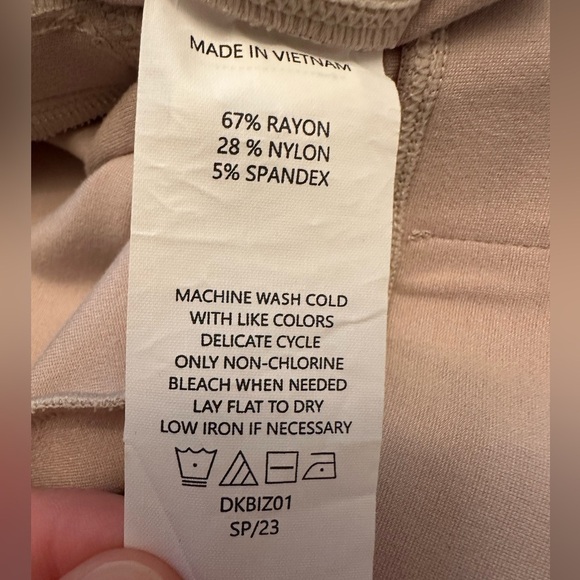 MADE IN VIETNAM
67% RAYON
28 % NYLON
5% SPANDEX
MACHINE WASH COLD
WITH LIKE COLORS
DELICATE CYCLE
ONLY NON-CHLORINE
BLEACH WHEN NEEDED
LAY FLAT TO DRY
LOW IRON IF NECESSARY
DKBIZ01
SP/23